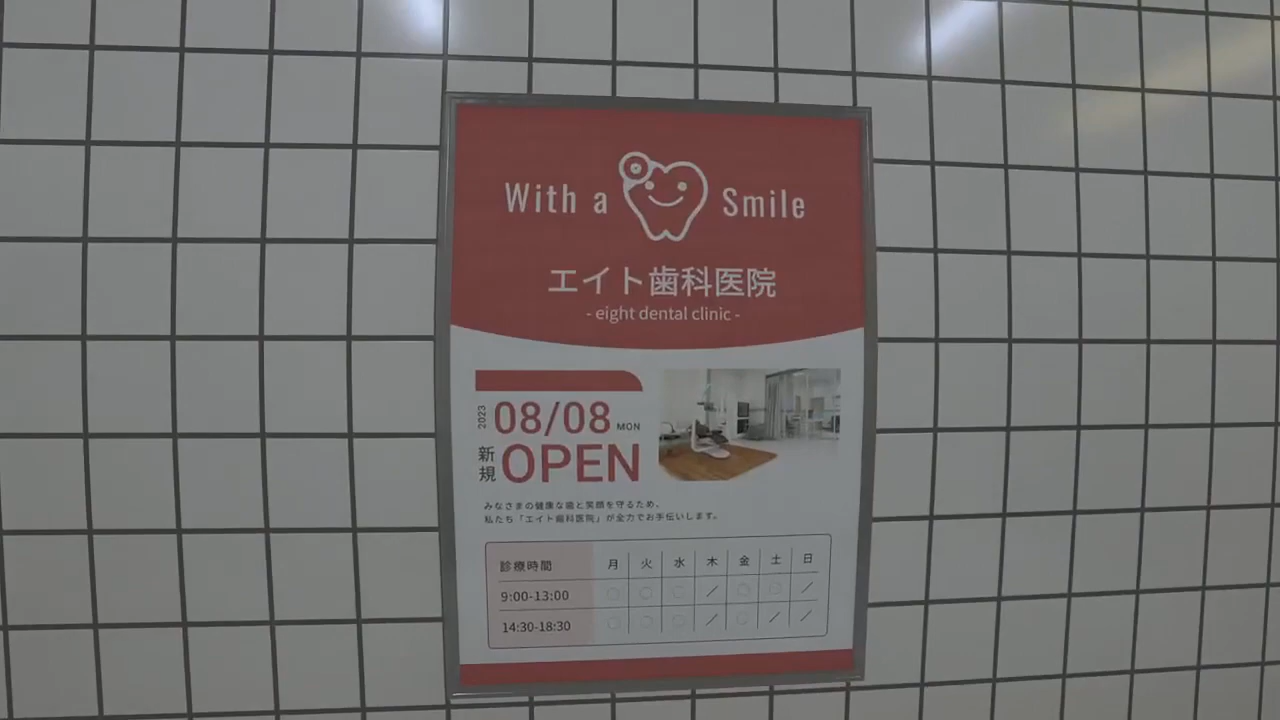 With a Smile
エイト歯科医院
- eight dental clinic -
2023 08/08 MON
新規 OPEN
みなさまの健康な歯と笑顔を守るため、
私たち「エイト歯科医院」が全力でお手伝いします。
診療時間 月 火 水 木 金 土 日
9:00-13:00 ○ ○ ○ / ○ ○ /
14:30-18:30 ○ ○ ○ / ○ / /